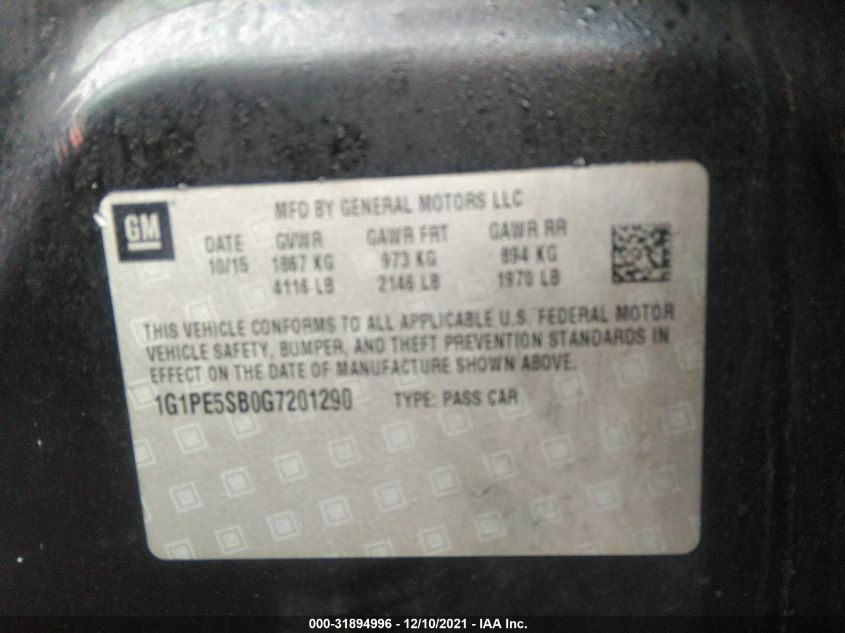 GM
MFD BY GENERAL MOTORS LLC
DATE GVWR GAWR FRT GAWR RR
10/15 1867 KG 973 KG 894 KG
4116 LB 2146 LB 1970 LB
THIS VEHICLE CONFORMS TO ALL APPLICABLE U.S. FEDERAL MOTOR
VEHICLE SAFETY, BUMPER, AND THEFT PREVENTION STANDARDS IN
EFFECT ON THE DATE OF MANUFACTURE SHOWN ABOVE.
1G1PE5SB0G7201290 TYPE: PASS CAR
000-31894996 - 12/10/2021 - IAA Inc.